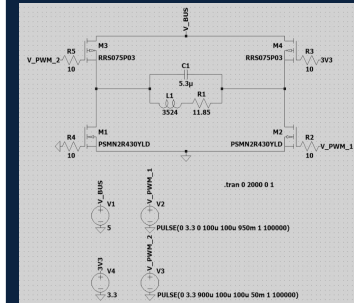 V_BUS
M3
M4
R5
RRS075P03
RRS075P03
R3
V_PWM_2
3V3
10
10
C1
5.3µ
L1
R1
3524
11.85
M1
M2
R4
PSMN2R430YLD
PSMN2R430YLD
R2
V_PWM_1
10
10
.tran 0 2000 0 1
V_BUS
V_PWM_1
V1
V2
5
PULSE(0 3.3 0 100u 100u 950m 1 100000)
3V3
V_PWM_2
V4
V3
3.3
PULSE(0 3.3 900u 100u 100u 50m 1 100000)